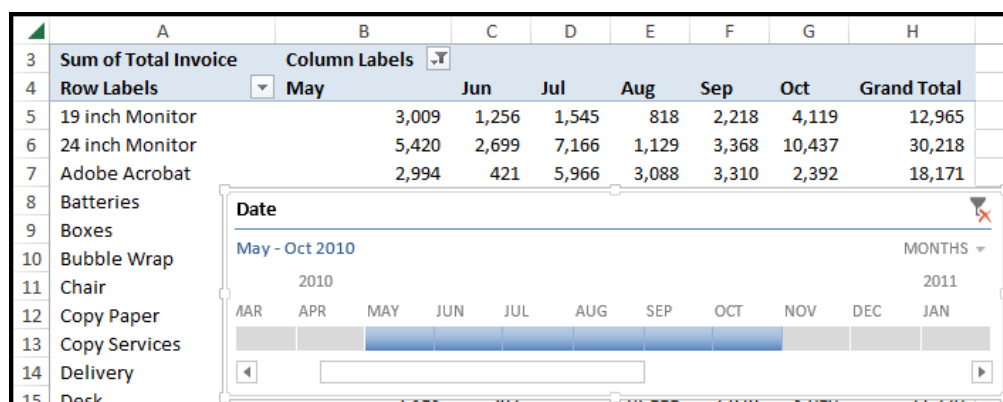 A B C D E F G H
3 Sum of Total Invoice Column Labels
4 Row Labels May Jun Jul Aug Sep Oct Grand Total
5 19 inch Monitor 3,009 1,256 1,545 818 2,218 4,119 12,965
6 24 inch Monitor 5,420 2,699 7,166 1,129 3,368 10,437 30,218
7 Adobe Acrobat 2,994 421 5,966 3,088 3,310 2,392 18,171
8 Batteries
Date
9 Boxes
May - Oct 2010 MONTHS
10 Bubble Wrap
11 Chair 2010 2011
12 Copy Paper MAR APR MAY JUN JUL AUG SEP OCT NOV DEC JAN
13 Copy Services
14 Delivery
15 Desk